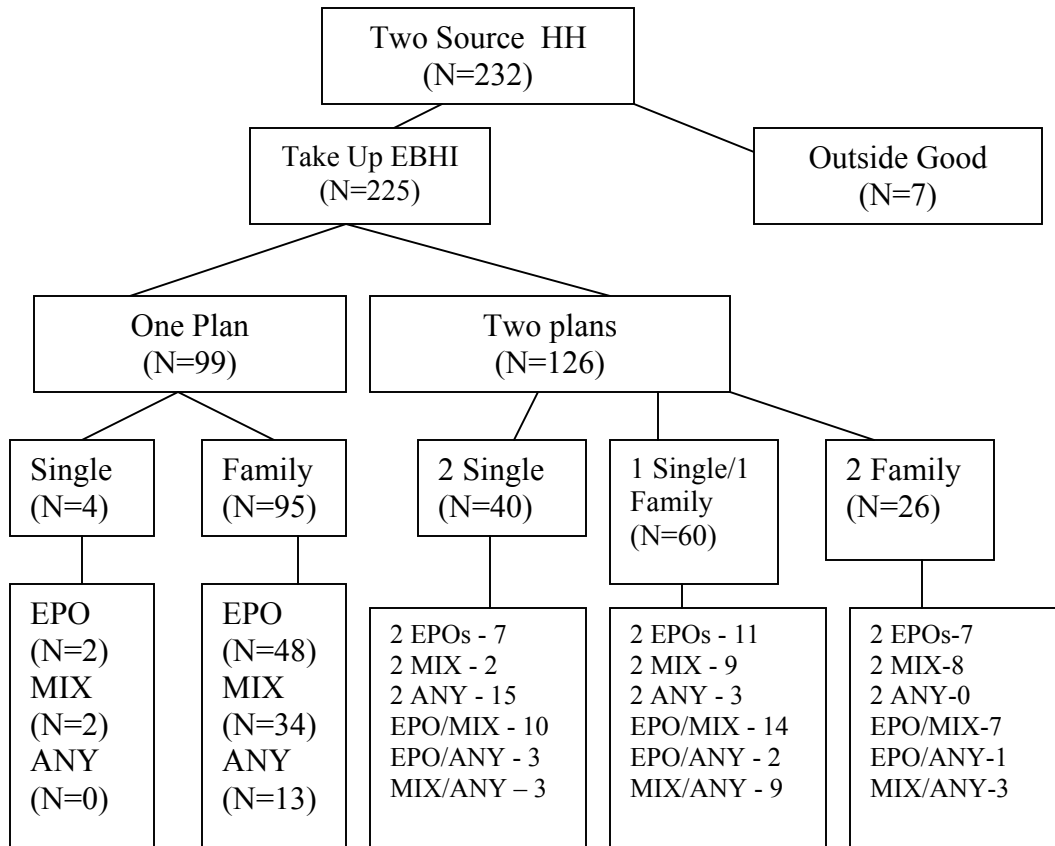 Two Source HH
(N=232)
Take Up EBHI
(N=225)
Outside Good
(N=7)
One Plan
(N=99)
Two plans
(N=126)
Single
(N=4)
Family
(N=95)
2 Single
(N=40)
1 Single/1
Family
(N=60)
2 Family
(N=26)
EPO
(N=2)
MIX
(N=2)
ANY
(N=0)
EPO
(N=48)
MIX
(N=34)
ANY
(N=13)
2 EPOs - 7
2 MIX - 2
2 ANY - 15
EPO/MIX - 10
EPO/ANY - 3
MIX/ANY – 3
2 EPOs - 11
2 MIX - 9
2 ANY - 3
EPO/MIX - 14
EPO/ANY - 2
MIX/ANY - 9
2 EPOs-7
2 MIX-8
2 ANY-0
EPO/MIX-7
EPO/ANY-1
MIX/ANY-3